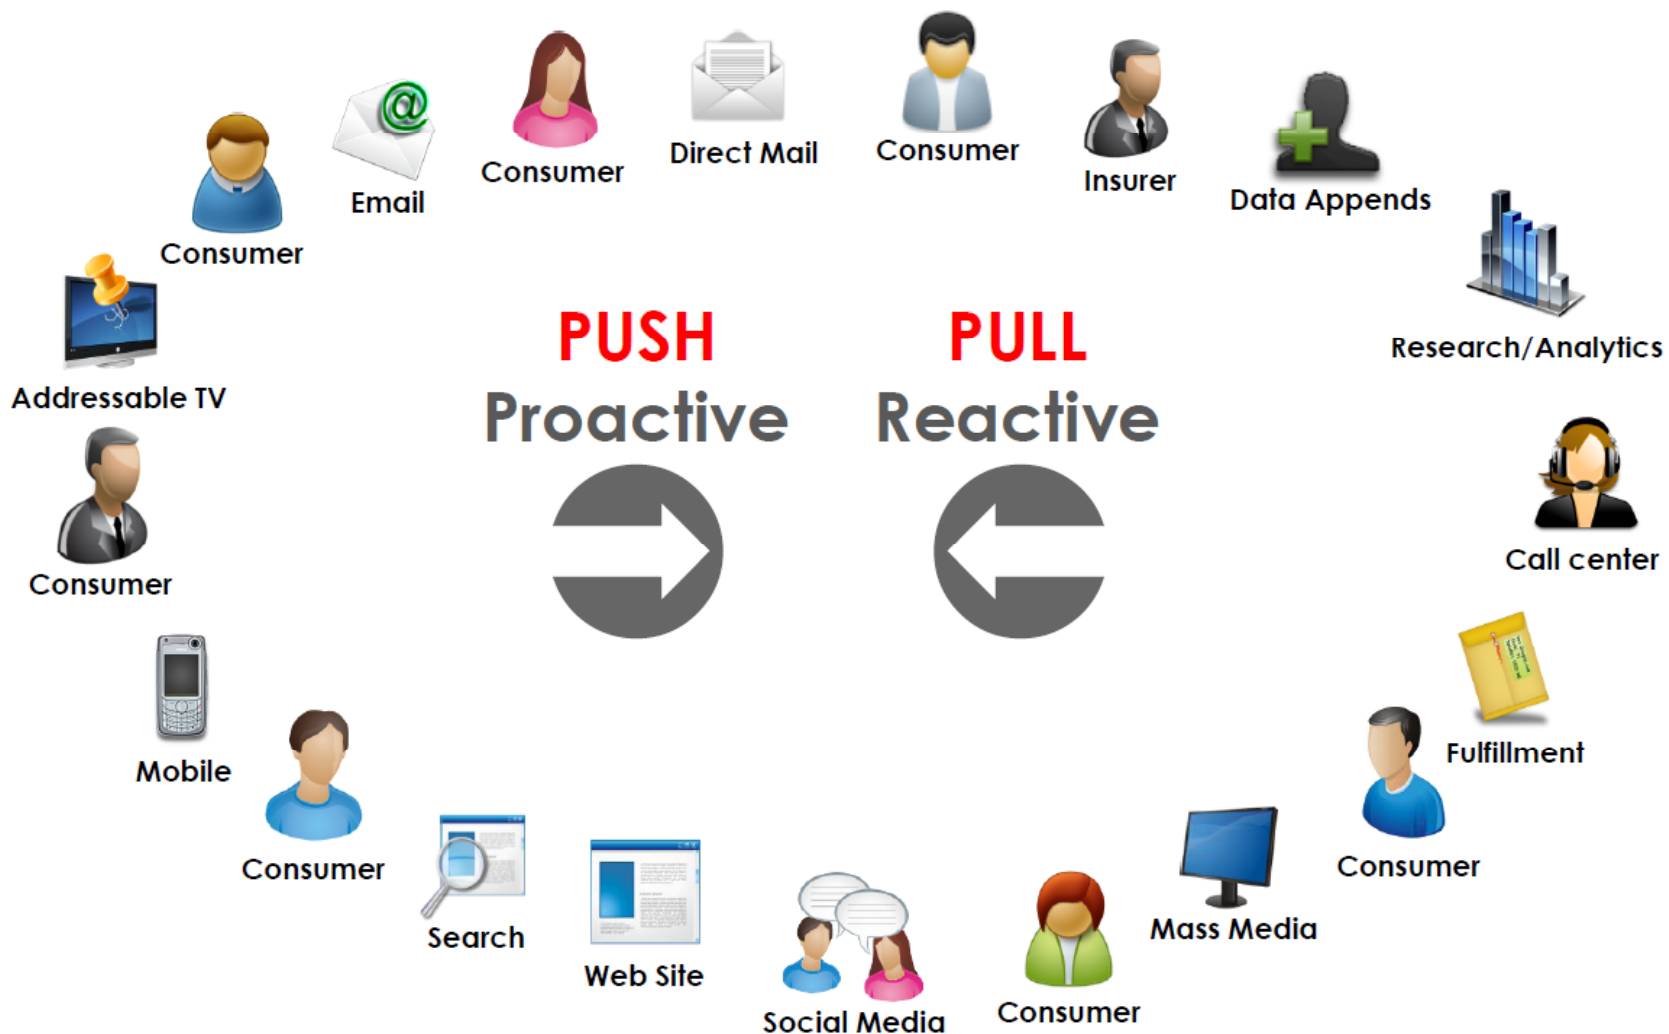 Direct Mail
Consumer
Consumer
Insurer
Email
Data Appends
Consumer
PUSH
PULL
Research/Analytics
Addressable TV
Proactive
Reactive
Call center
Consumer
Mobile
Fulfillment
Consumer
Consumer
Search
Mass Media
Web Site
Consumer
Social Media